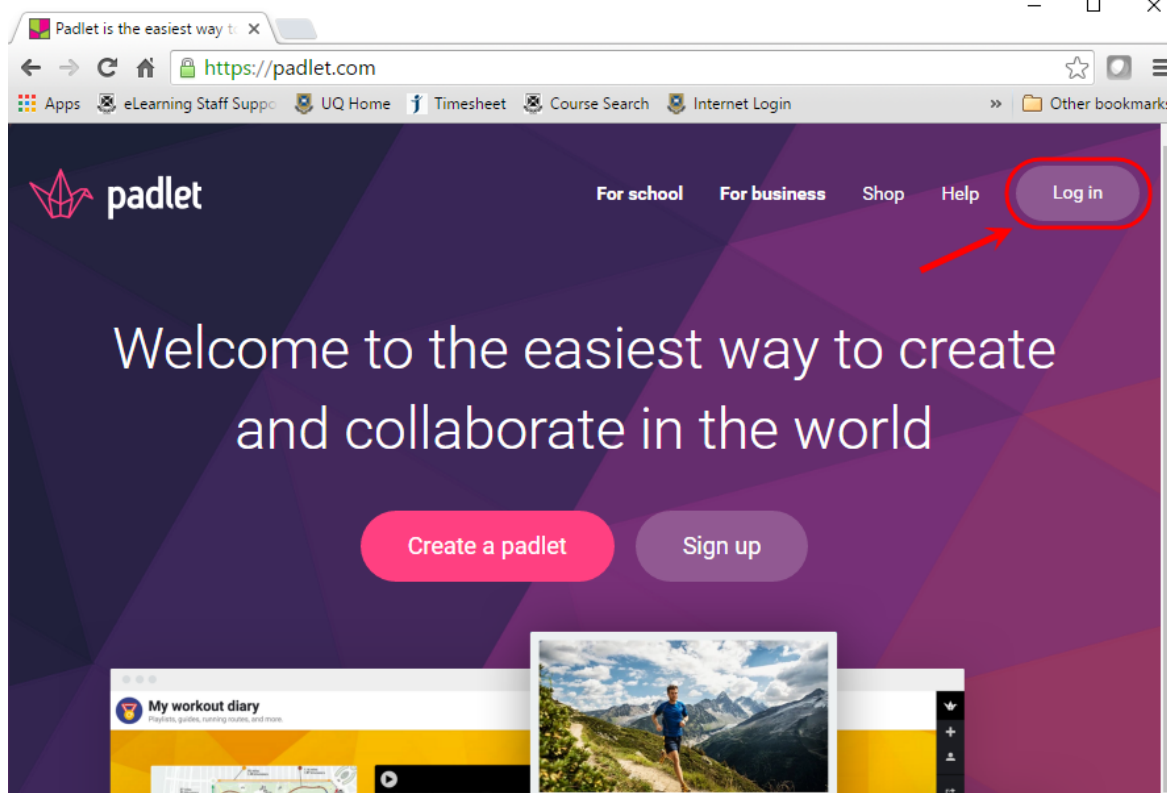 Padlet is the easiest way to
https://padlet.com
Apps eLearning Staff Suppo UQ Home Timesheet Course Search Internet Login » Other bookmarks
padlet For school For business Shop Help Log in
Welcome to the easiest way to create
and collaborate in the world
Create a padlet Sign up
My workout diary
Playlists, guides, running routes, and more.